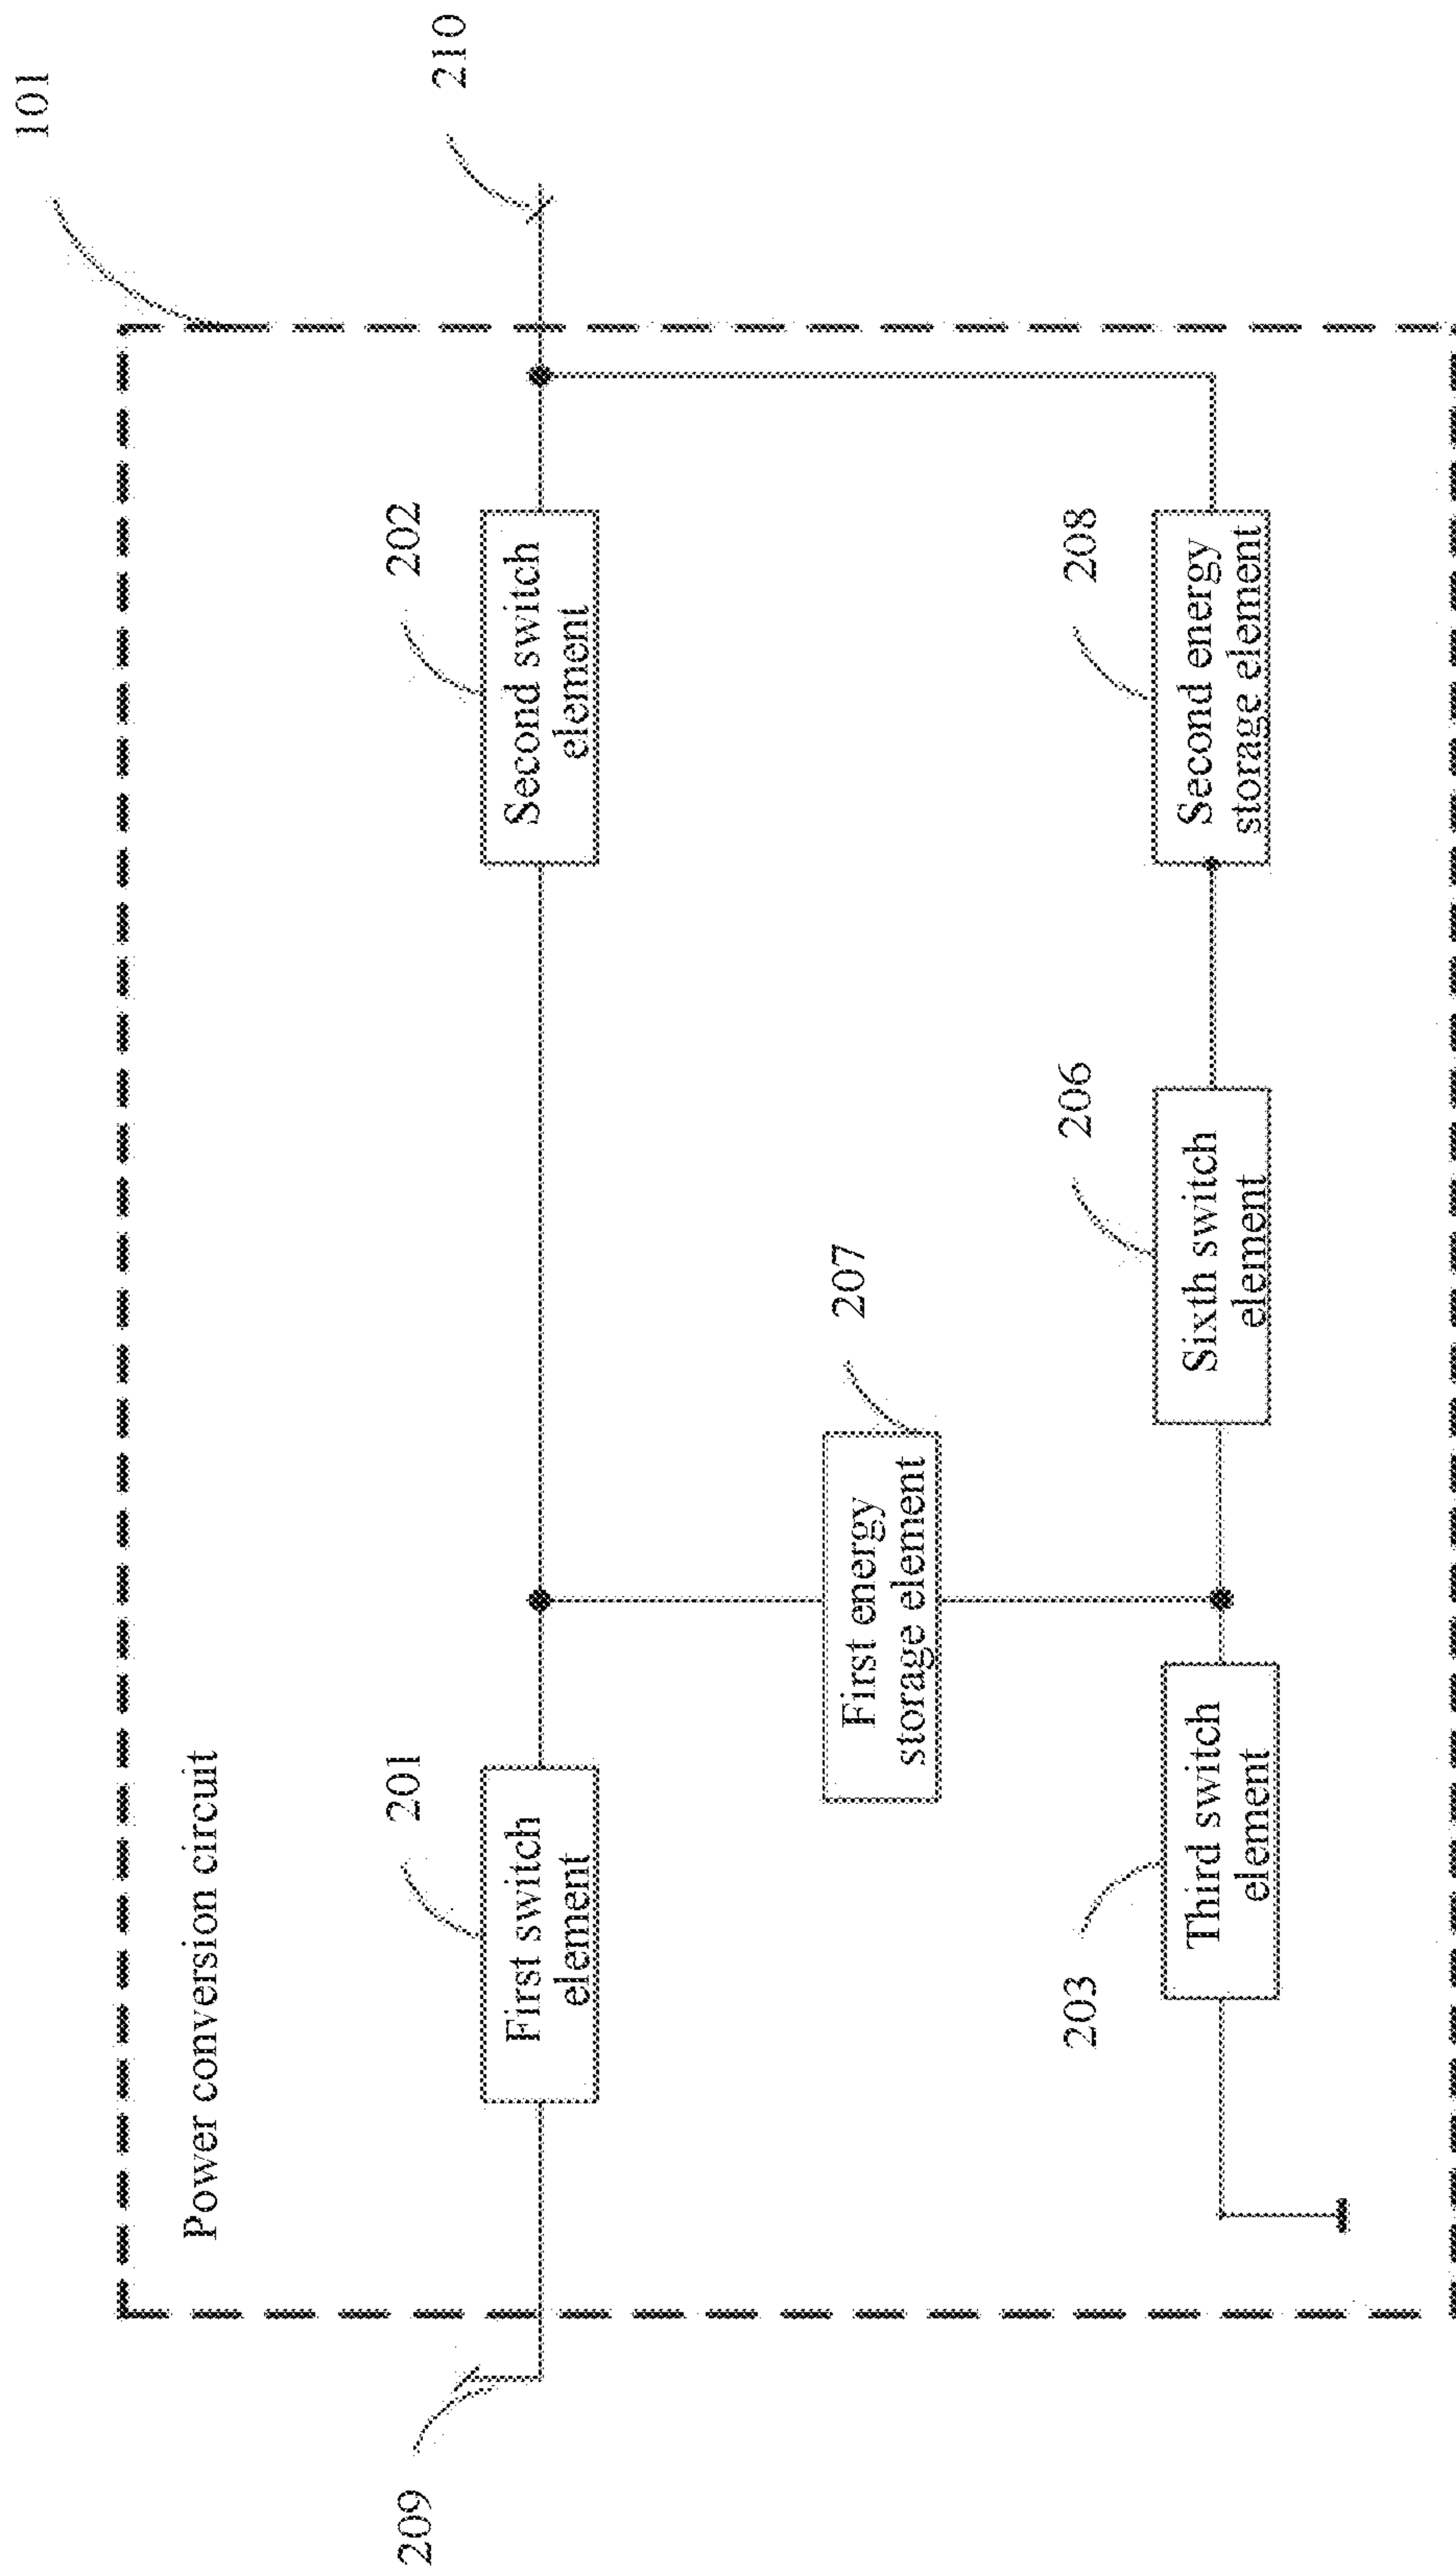 101
210
Power conversion circuit
209
201
First switch
element
202
Second switch
element
207
First energy
storage element
203
Third switch
element
206
Sixth switch
element
208
Second energy
storage element